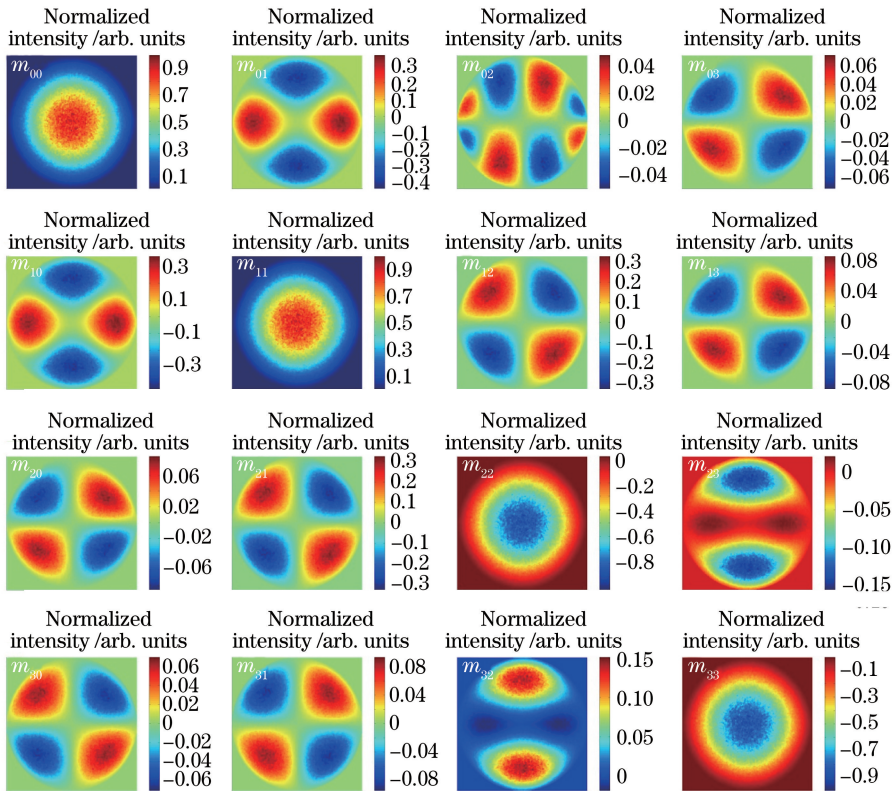 Normalized
intensity /arb. units
m00
0.9
0.7
0.5
0.3
0.1
Normalized
intensity /arb. units
m01
0.3
0.2
0.1
0
−0.1
−0.2
−0.3
−0.4
Normalized
intensity /arb. units
m02
0.04
0.02
0
−0.02
−0.04
Normalized
intensity /arb. units
m03
0.06
0.04
0.02
0
−0.02
−0.04
−0.06
Normalized
intensity /arb. units
m10
0.3
0.1
−0.1
−0.3
Normalized
intensity /arb. units
m11
0.9
0.7
0.5
0.3
0.1
Normalized
intensity /arb. units
m12
0.3
0.2
0.1
0
−0.1
−0.2
−0.3
Normalized
intensity /arb. units
m13
0.08
0.04
0
−0.04
−0.08
Normalized
intensity /arb. units
m20
0.06
0.02
−0.02
−0.06
Normalized
intensity /arb. units
m21
0.3
0.2
0.1
0
−0.1
−0.2
−0.3
Normalized
intensity /arb. units
m22
0
−0.2
−0.4
−0.6
−0.8
Normalized
intensity /arb. units
m23
0
−0.05
−0.10
−0.15
Normalized
intensity /arb. units
m30
0.06
0.04
0.02
0
−0.02
−0.04
−0.06
Normalized
intensity /arb. units
m31
0.08
0.04
0
−0.04
−0.08
Normalized
intensity /arb. units
m32
0.15
0.10
0.05
0
Normalized
intensity /arb. units
m33
−0.1
−0.3
−0.5
−0.7
−0.9